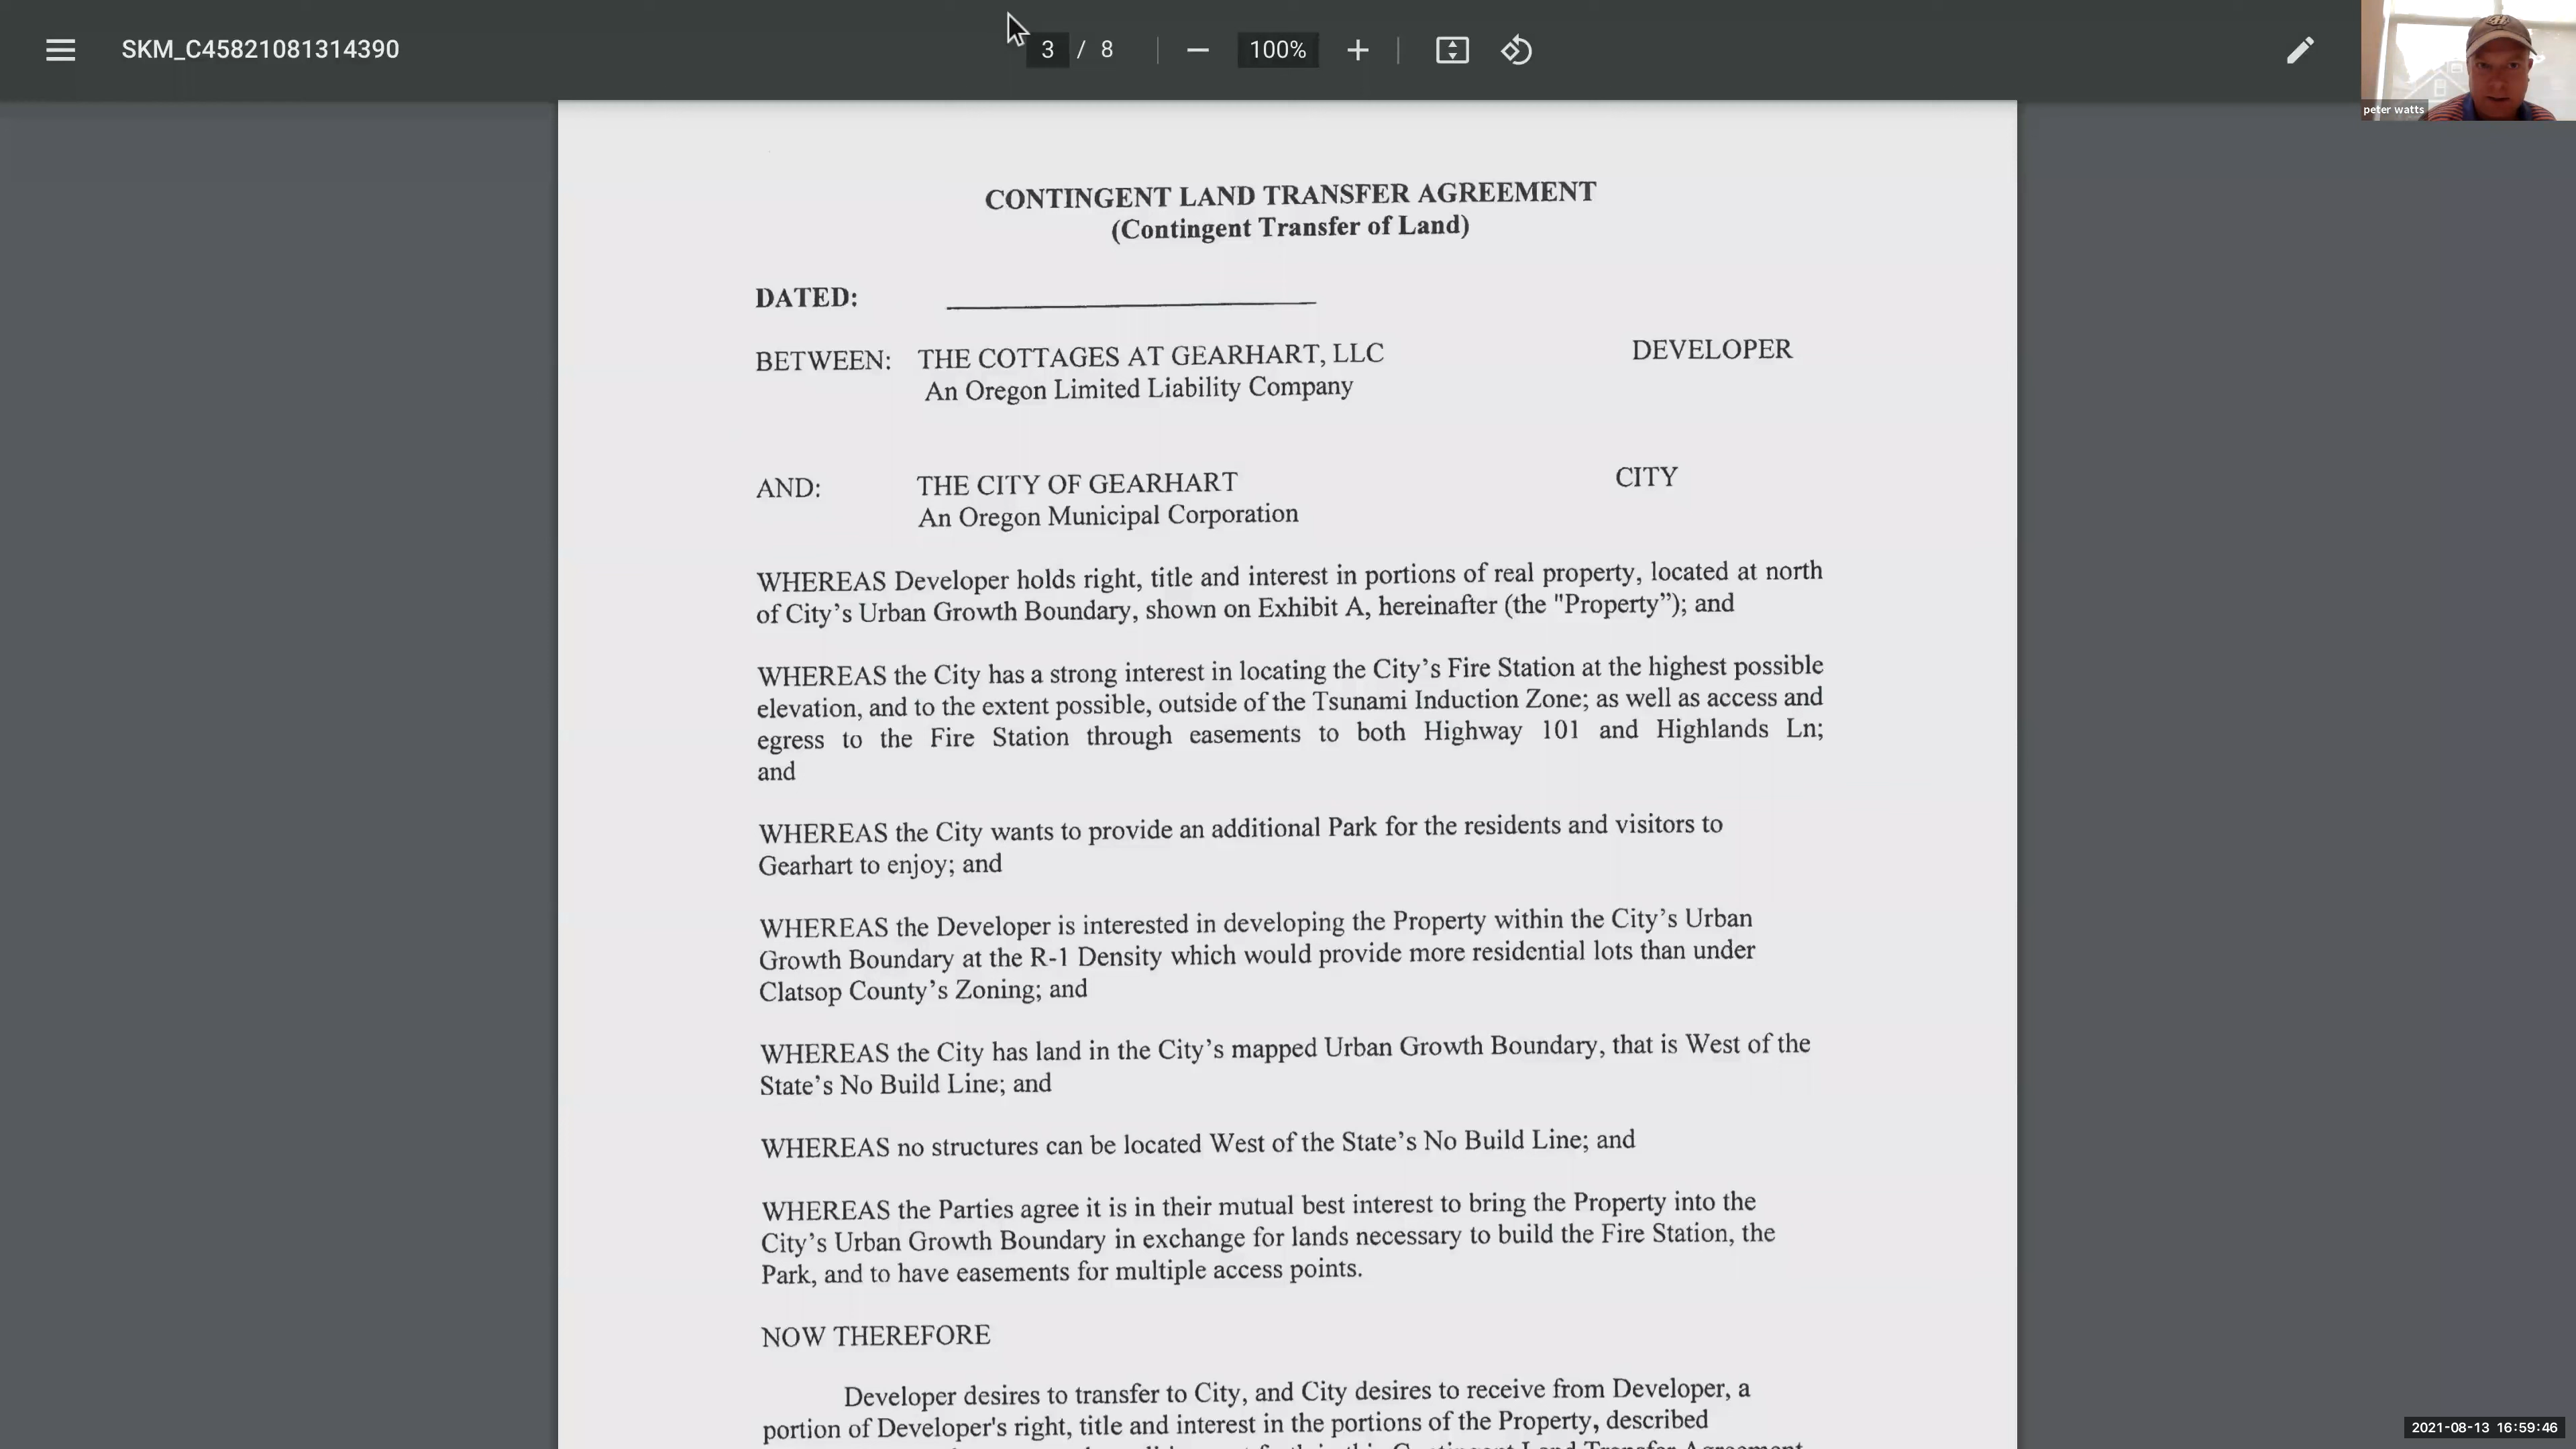 SKM_C45821081314390
3 / 8
100%
peter watts
CONTINGENT LAND TRANSFER AGREEMENT
(Contingent Transfer of Land)
DATED:
BETWEEN: THE COTTAGES AT GEARHART, LLC DEVELOPER
An Oregon Limited Liability Company
AND: THE CITY OF GEARHART CITY
An Oregon Municipal Corporation
WHEREAS Developer holds right, title and interest in portions of real property, located at north
of City's Urban Growth Boundary, shown on Exhibit A, hereinafter (the "Property”); and
WHEREAS the City has a strong interest in locating the City's Fire Station at the highest possible
elevation, and to the extent possible, outside of the Tsunami Induction Zone; as well as access and
egress to the Fire Station through easements to both Highway 101 and Highlands Ln;
and
WHEREAS the City wants to provide an additional Park for the residents and visitors to
Gearhart to enjoy; and
WHEREAS the Developer is interested in developing the Property within the City's Urban
Growth Boundary at the R-1 Density which would provide more residential lots than under
Clatsop County's Zoning; and
WHEREAS the City has land in the City's mapped Urban Growth Boundary, that is West of the
State's No Build Line; and
WHEREAS no structures can be located West of the State's No Build Line; and
WHEREAS the Parties agree it is in their mutual best interest to bring the Property into the
City's Urban Growth Boundary in exchange for lands necessary to build the Fire Station, the
Park, and to have easements for multiple access points.
NOW THEREFORE
Developer desires to transfer to City, and City desires to receive from Developer, a
portion of Developer's right, title and interest in the portions of the Property, described
2021-08-13 16:59:46